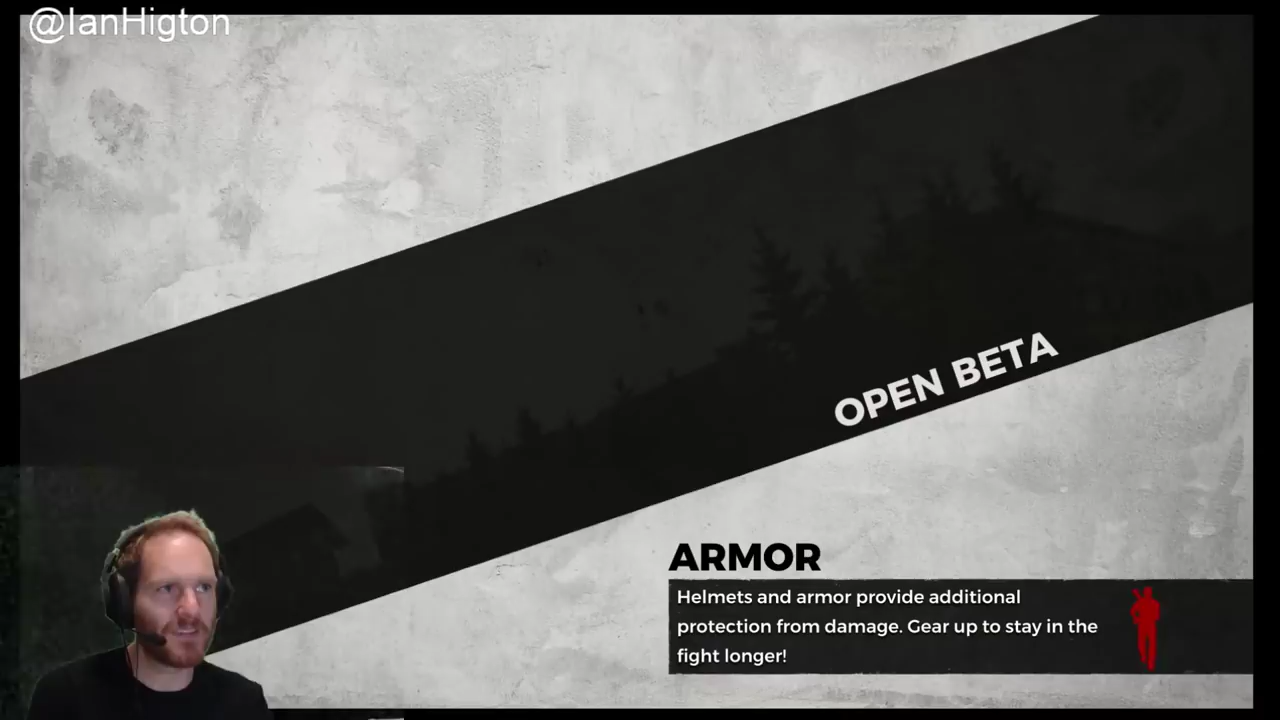 @IanHigton
OPEN BETA
ARMOR
Helmets and armor provide additional
protection from damage. Gear up to stay in the
fight longer!